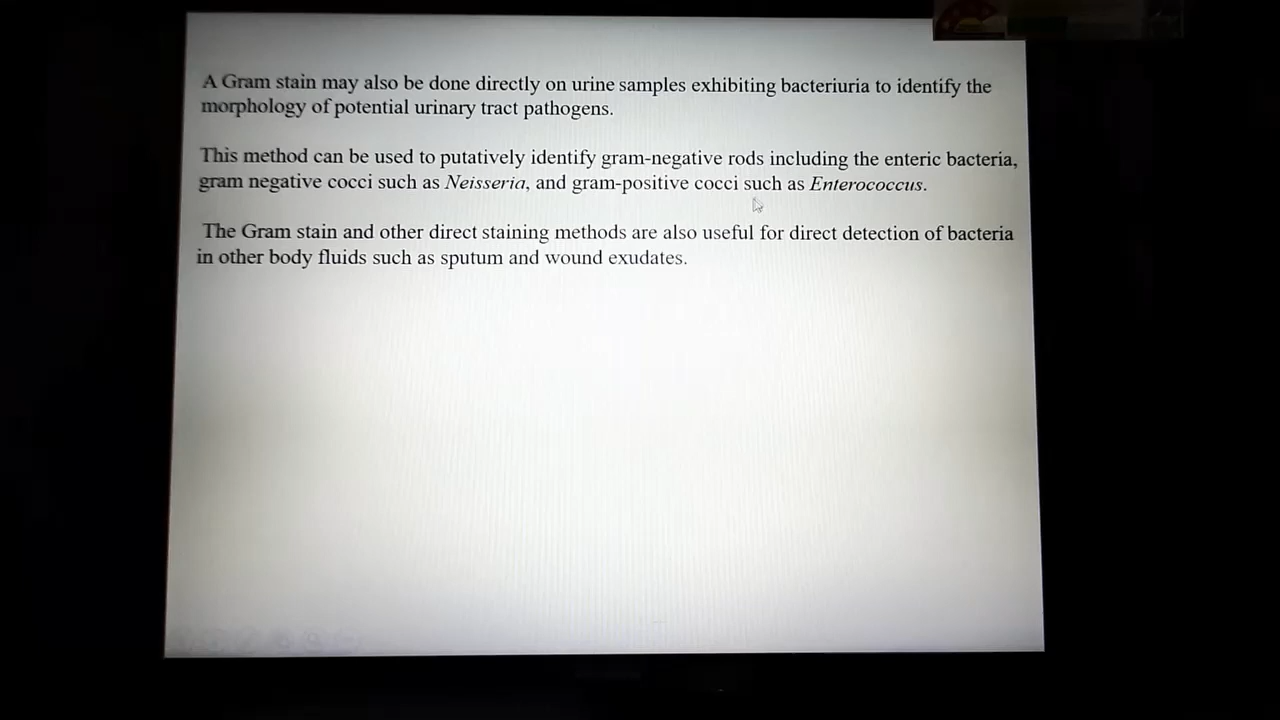 A Gram stain may also be done directly on urine samples exhibiting bacteriuria to identify the
morphology of potential urinary tract pathogens.
This method can be used to putatively identify gram-negative rods including the enteric bacteria,
gram negative cocci such as Neisseria, and gram-positive cocci such as Enterococcus.
The Gram stain and other direct staining methods are also useful for direct detection of bacteria
in other body fluids such as sputum and wound exudates.